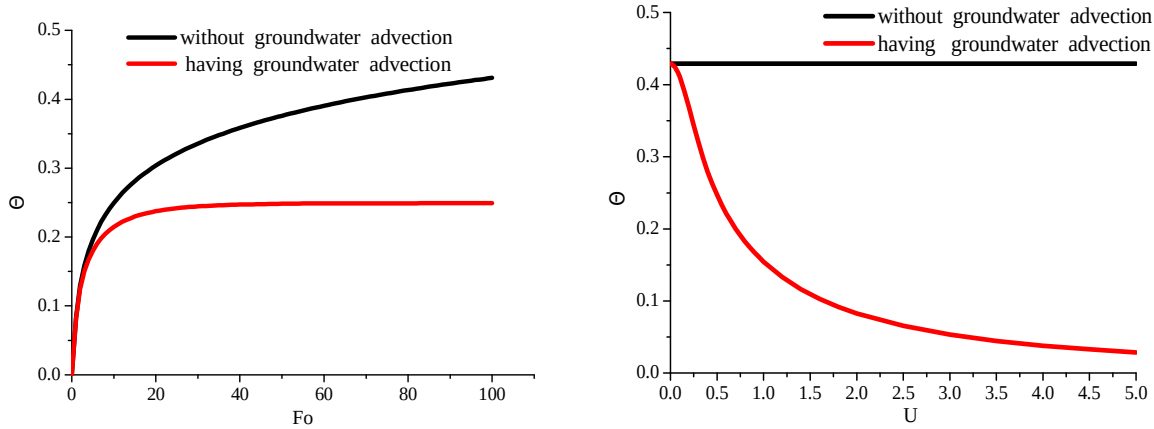 0.5
without groundwater advection
having groundwater advection
0.4
0.3
Θ
0.2
0.1
0.0
0 20 40 60 80 100
Fo
0.5
without groundwater advection
having groundwater advection
0.4
0.3
Θ
0.2
0.1
0.0
0.0 0.5 1.0 1.5 2.0 2.5 3.0 3.5 4.0 4.5 5.0
U